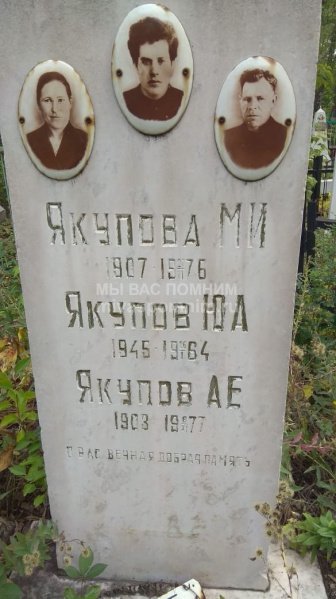 ЯКУПОВА МИ
1907-1976
МЫ ВАС ПОМНИМ
ЯКУПОВ ЮА
1945-1964
ЯКУПОВ АЕ
1903 1977
О ВАС ВЕЧНАЯ ДОБРАЯ ПАМЯТЬ